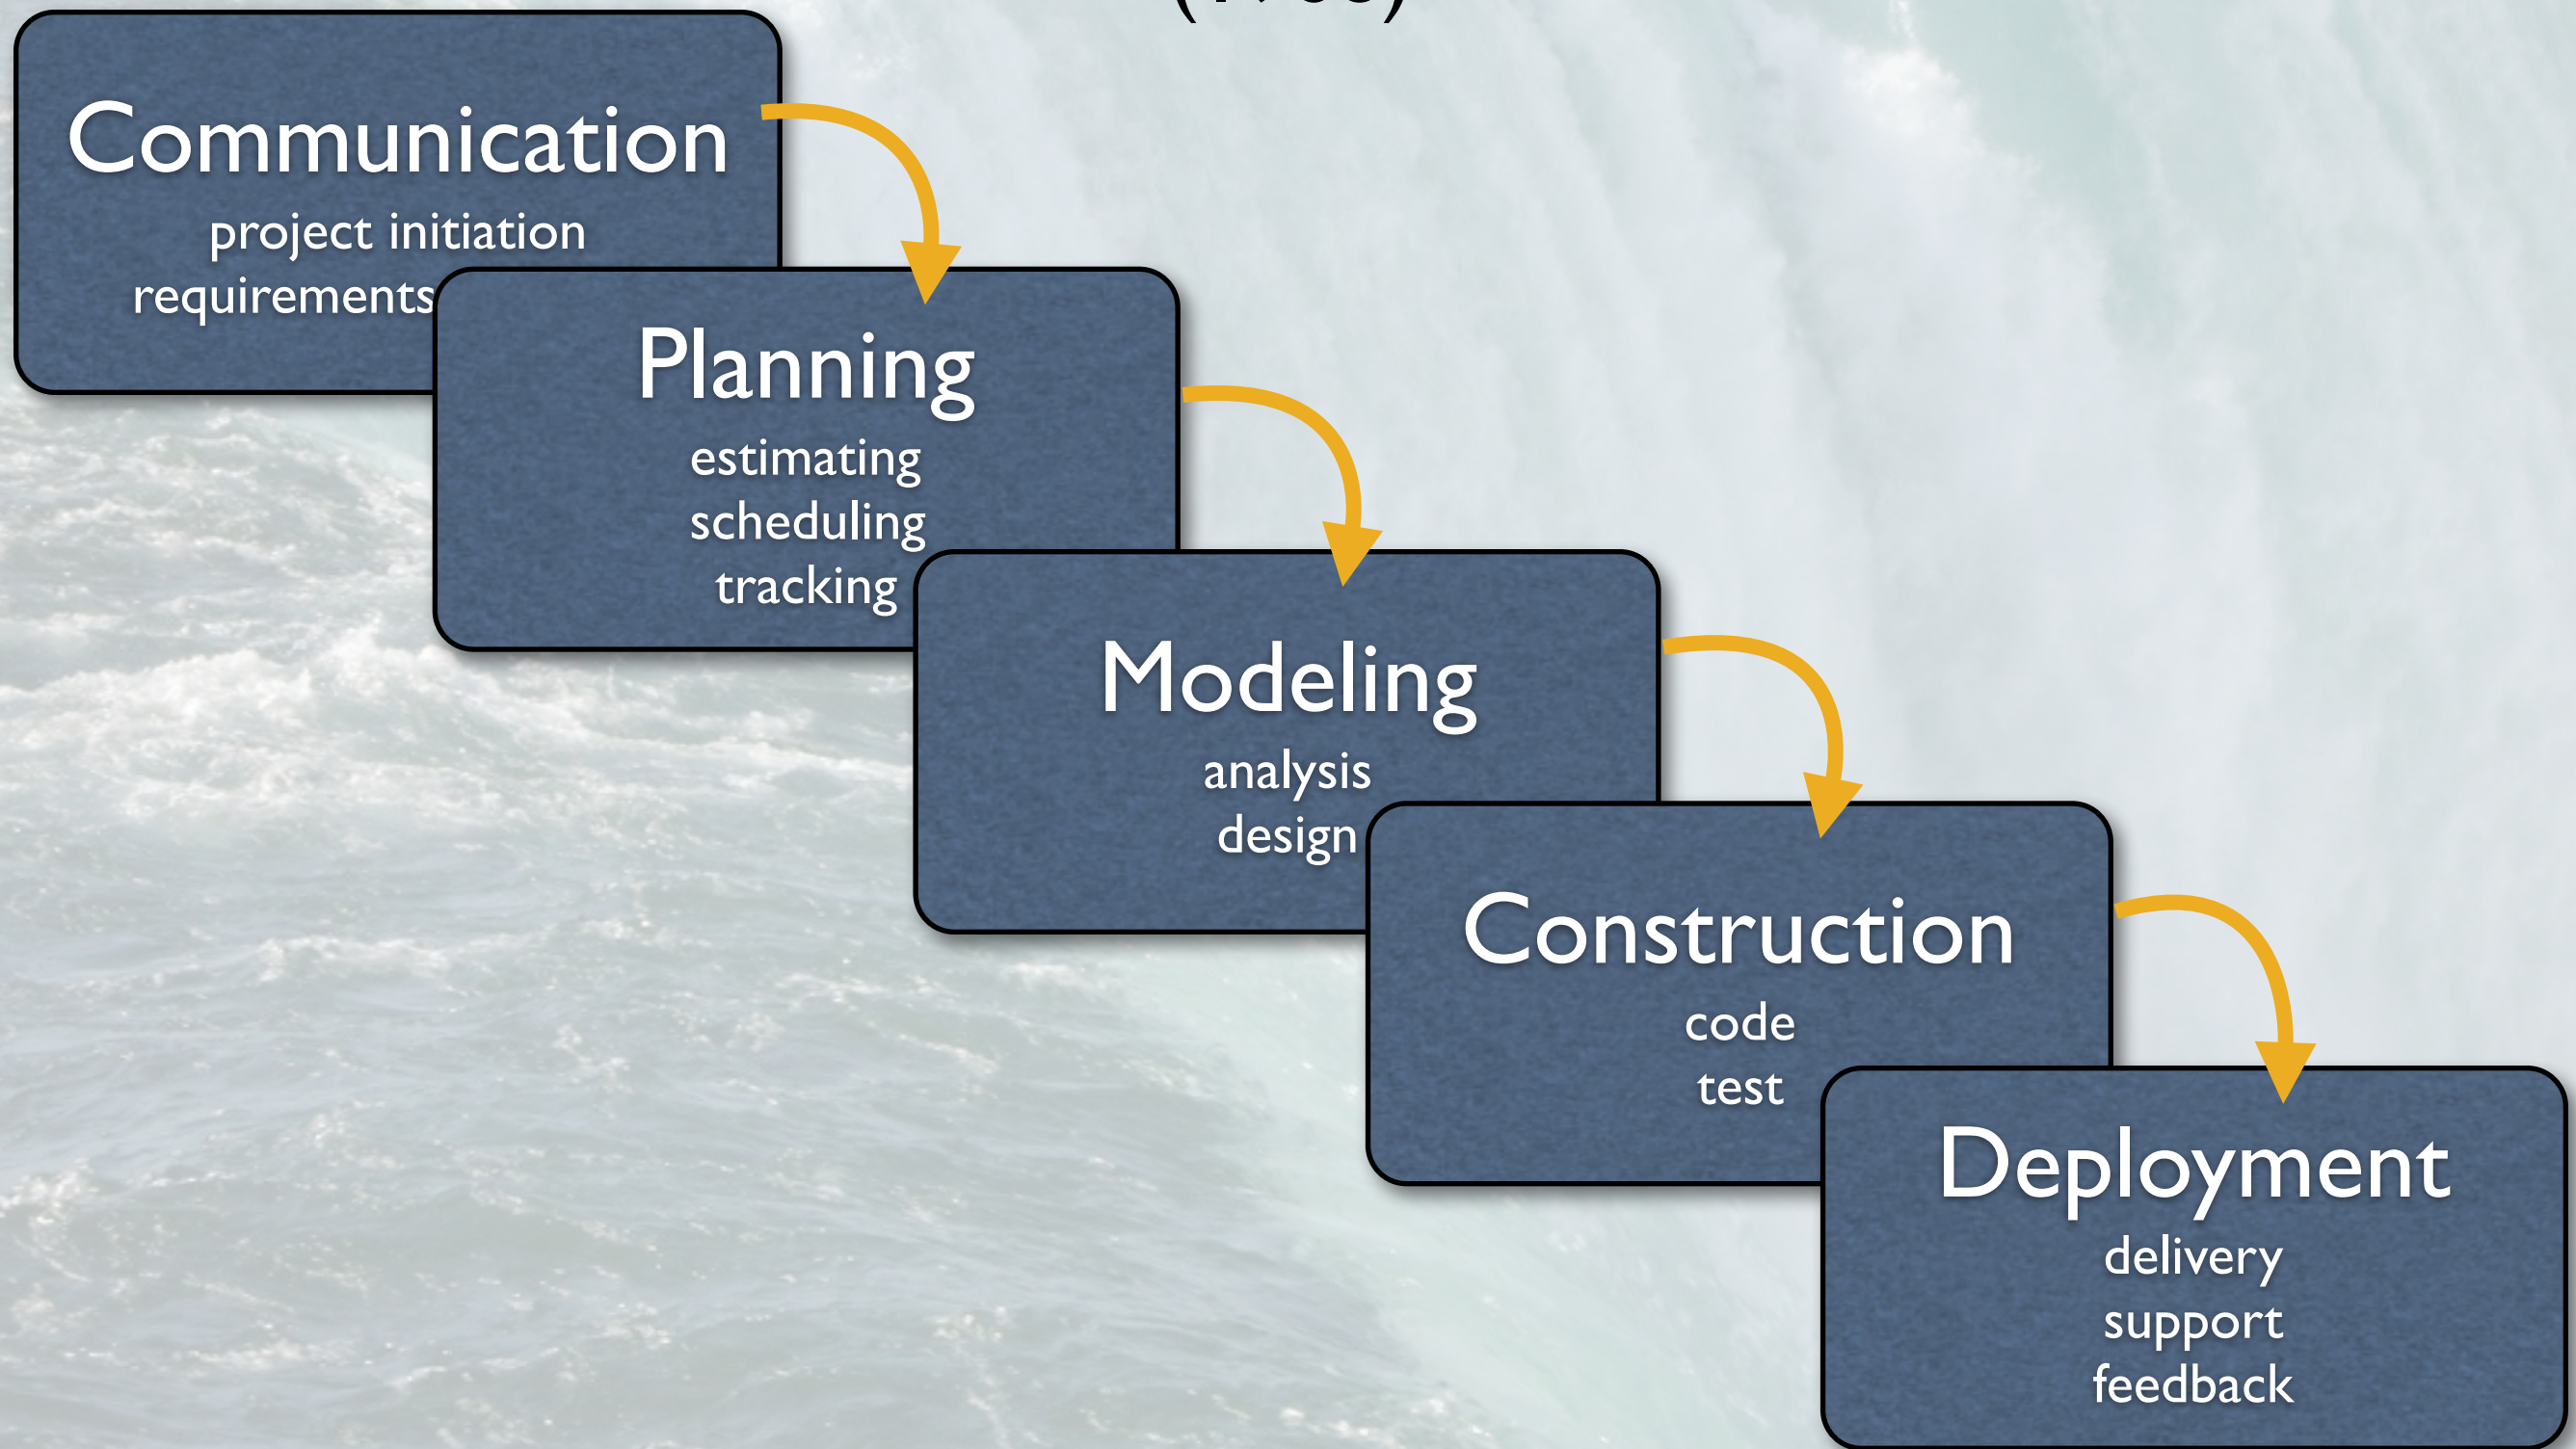 Communication
project initiation
requirements
Planning
estimating
scheduling
tracking
Modeling
analysis
design
Construction
code
test
Deployment
delivery
support
feedback